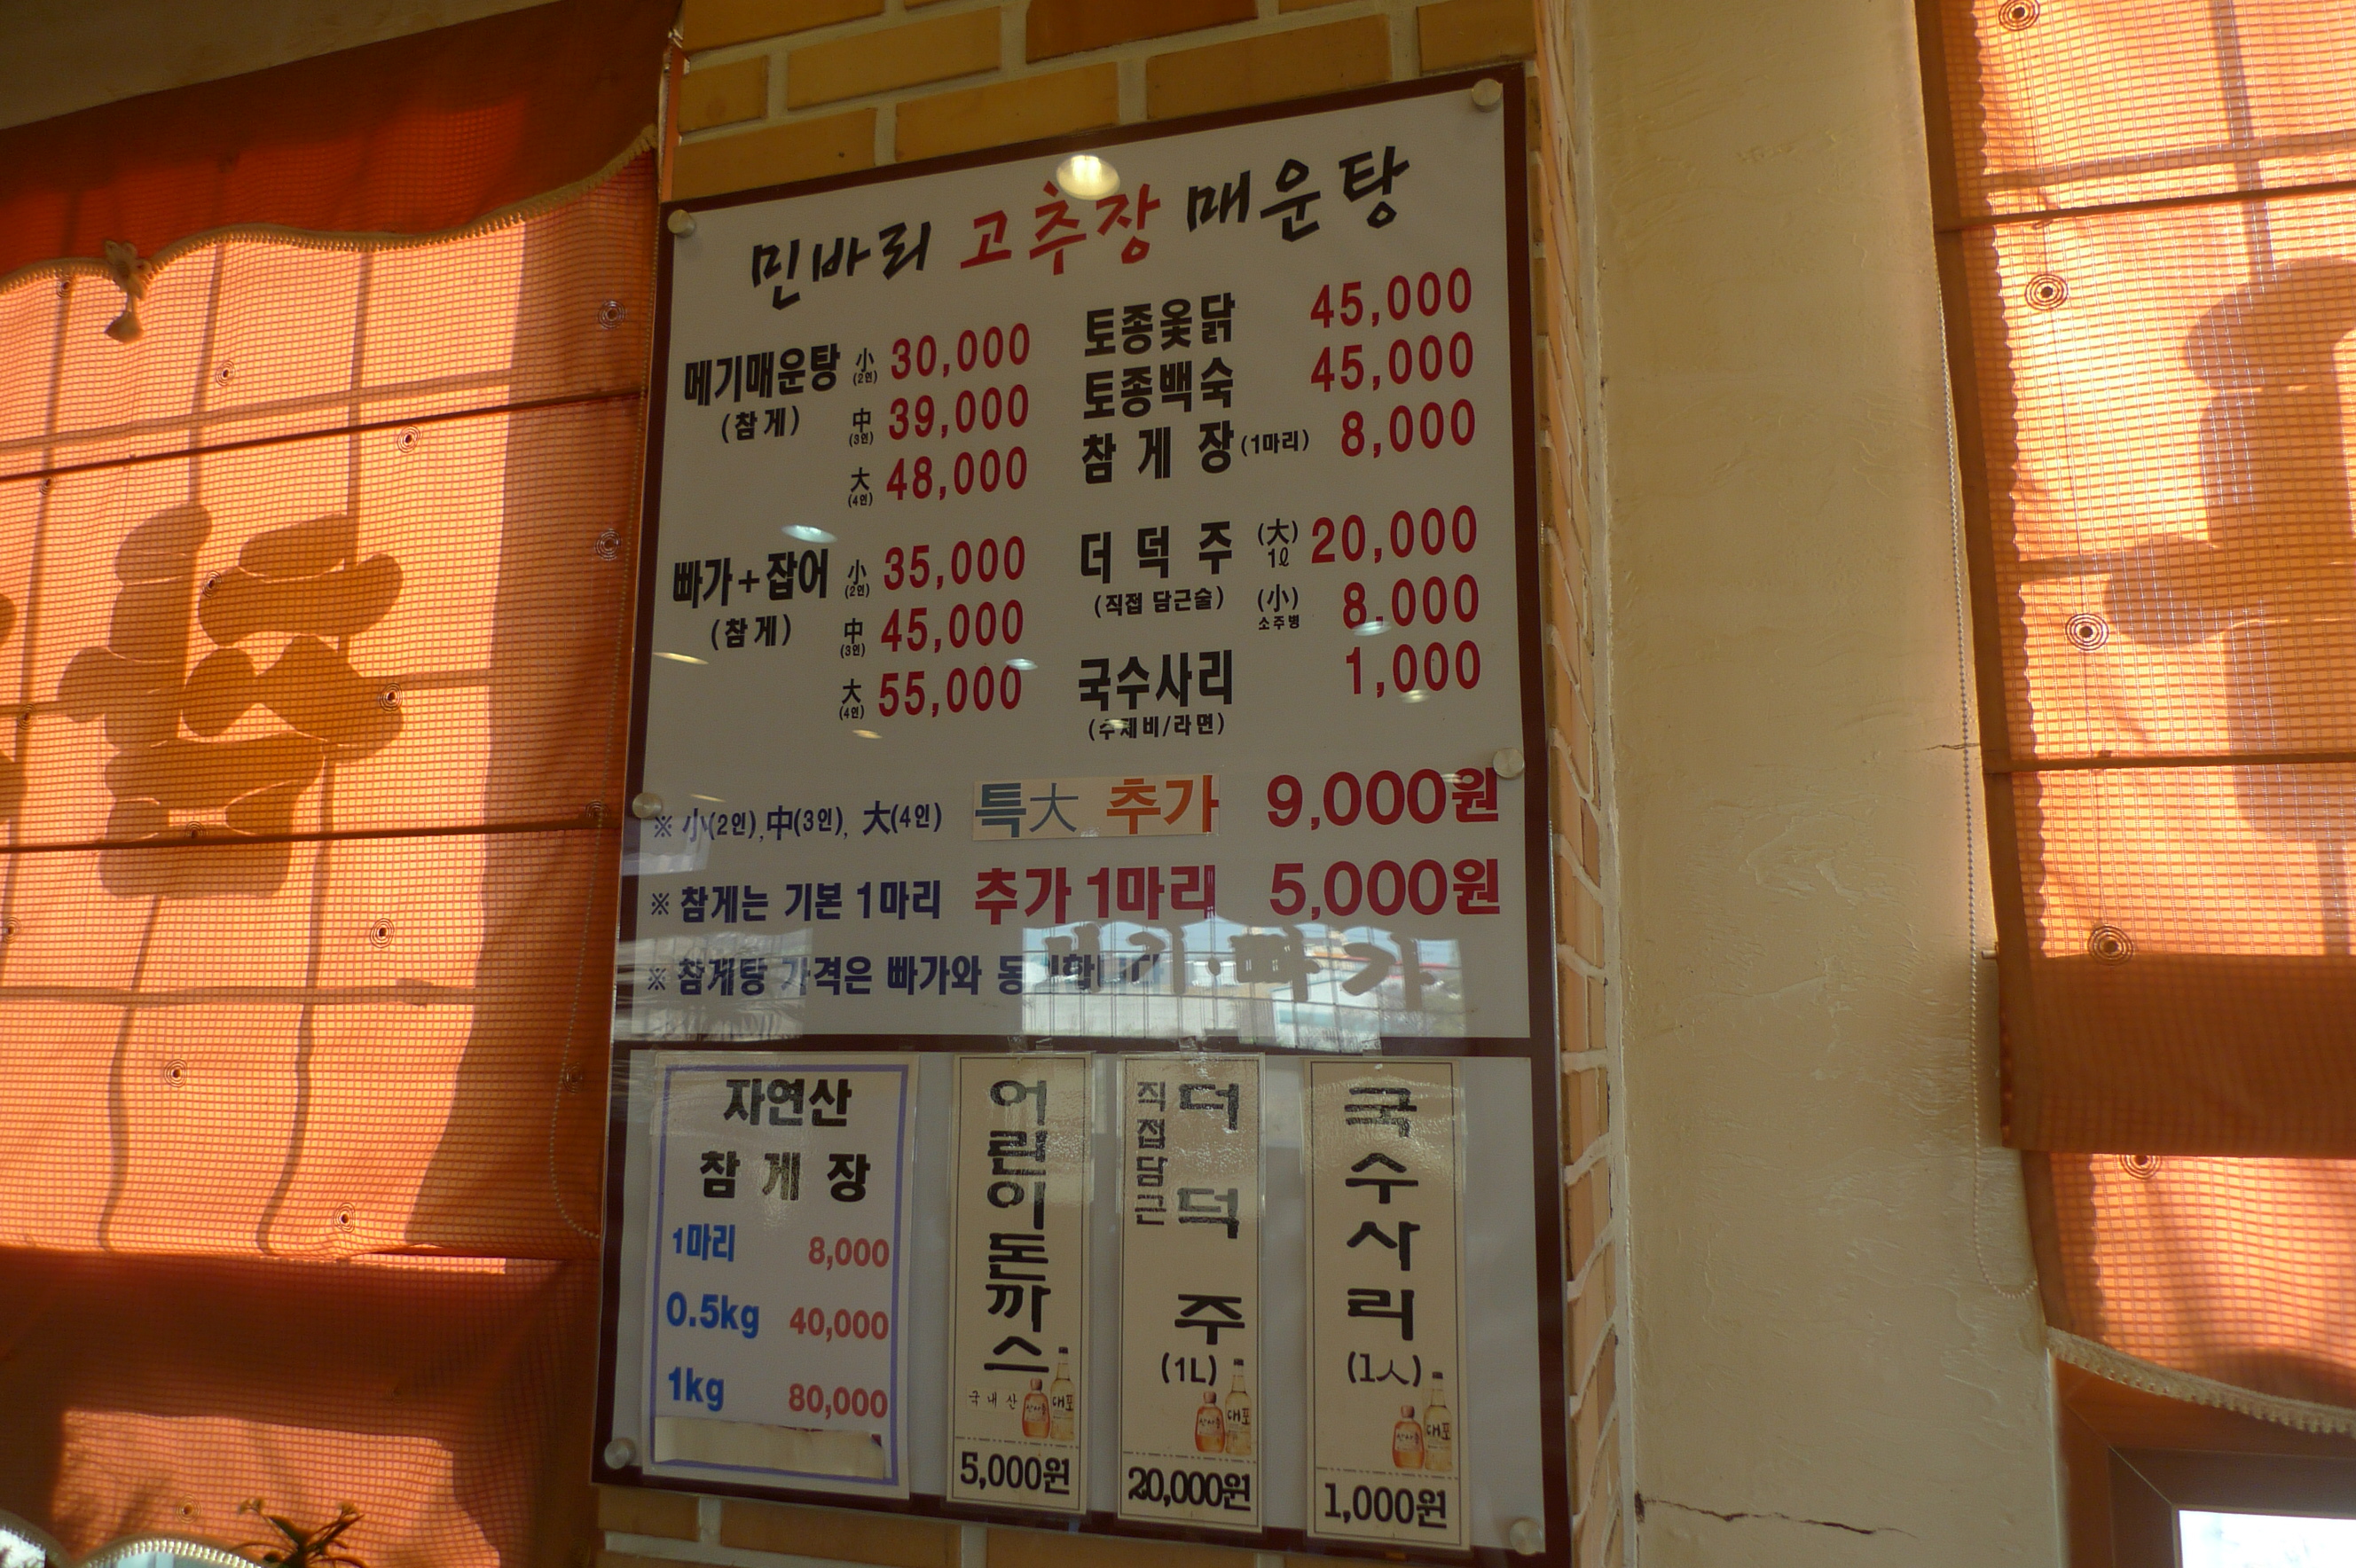 민바리 고추장 매운탕
메기매운탕 小 30,000
(2인)
(참게) 中 39,000
(3인)
大 48,000
(4인)
빠가+잡어 小 35,000
(2인)
(참게) 中 45,000
(3인)
大 55,000
(4인)
토종옻닭 45,000
토종백숙 45,000
참게장(1마리) 8,000
더덕주 (大) 20,000
1ℓ
(직접 담근술) (小) 8,000
소주병
국수사리 1,000
(수제비/라면)
※ 小(2인), 中(3인), 大(4인) 특大 추가 9,000원
※ 참게는 기본 1마리 추가 1마리 5,000원
※ 참게탕 가격은 빠가와
자연산
참게장
1마리 8,000
0.5kg 40,000
1kg 80,000
어린이돈까스
국내산
대포
5,000원
직접담근
더덕주
(1L)
대포
20,000원
국수사리
(1人)
대포
1,000원